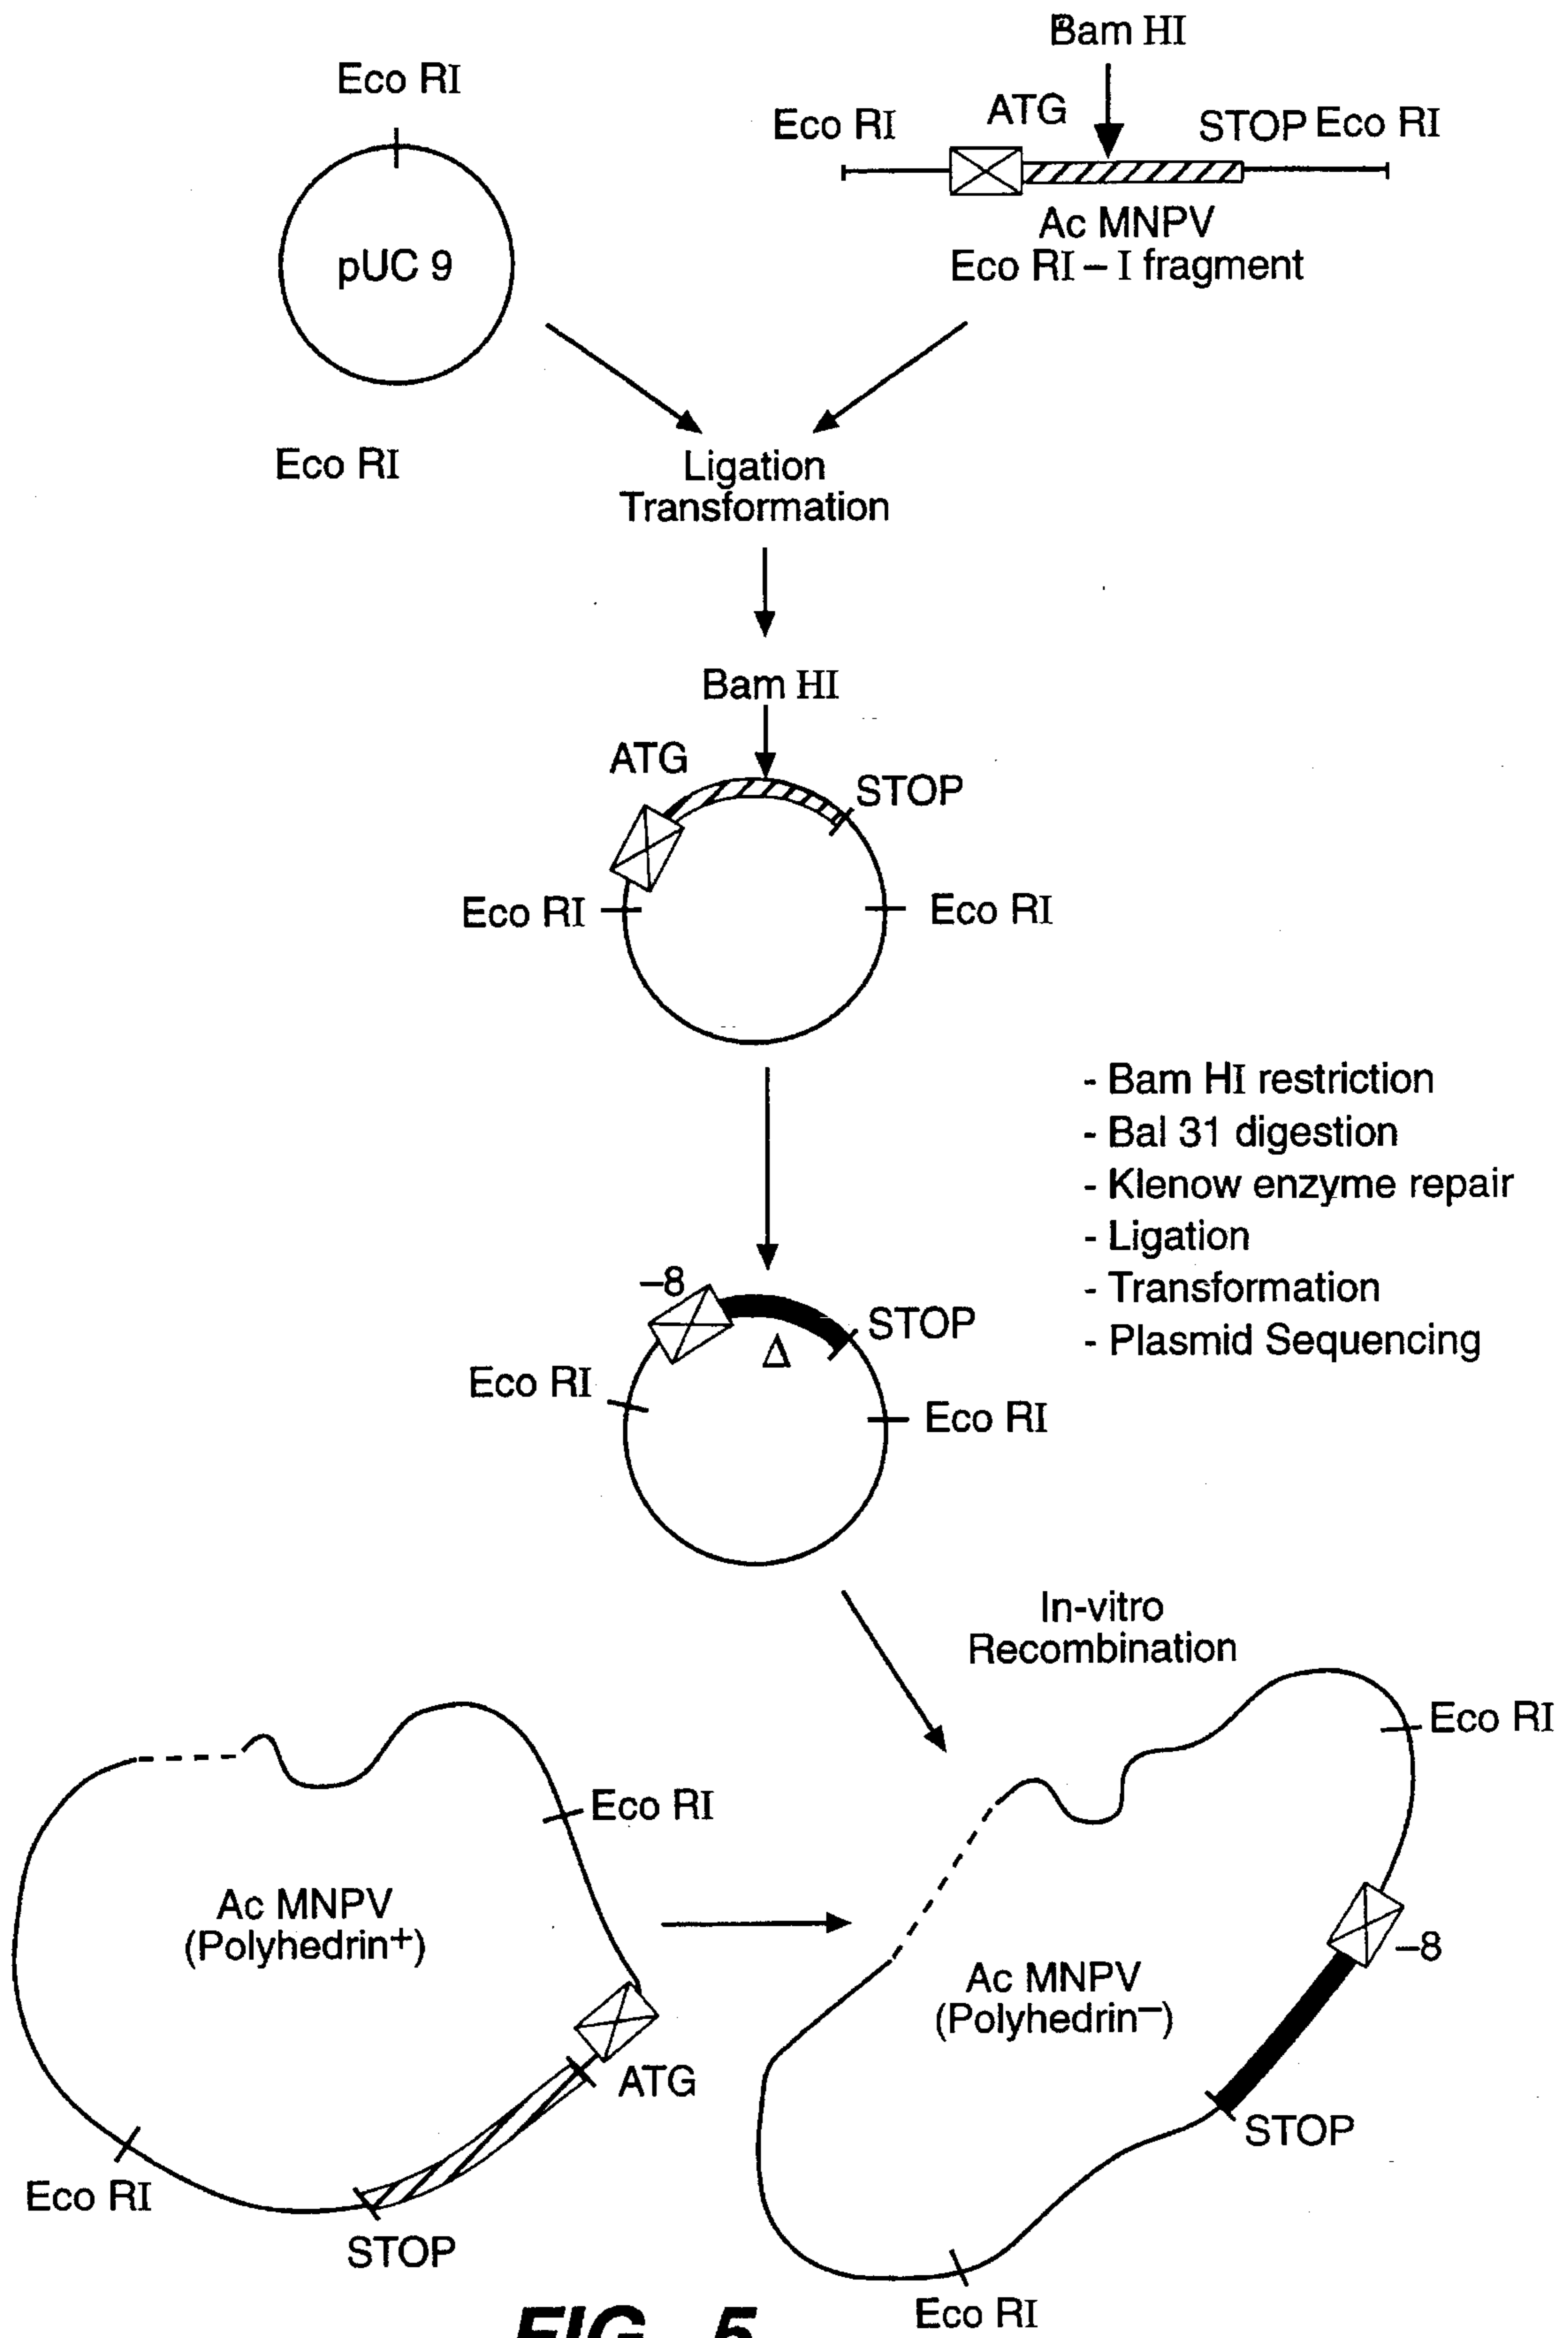 Bam HI
Eco RI
Eco RI
ATG
STOP Eco RI
pUC 9
Ac MNPV
Eco RI – I fragment
Eco RI
Ligation
Transformation
Bam HI
ATG
STOP
Eco RI
Eco RI
- Bam HI restriction
- Bal 31 digestion
- Klenow enzyme repair
- Ligation
- Transformation
- Plasmid Sequencing
–8
STOP
Δ
Eco RI
Eco RI
In-vitro
Recombination
Eco RI
Eco RI
Ac MNPV
(Polyhedrin+)
–8
Ac MNPV
(Polyhedrin–)
ATG
STOP
Eco RI
STOP
Eco RI
FIG. 5